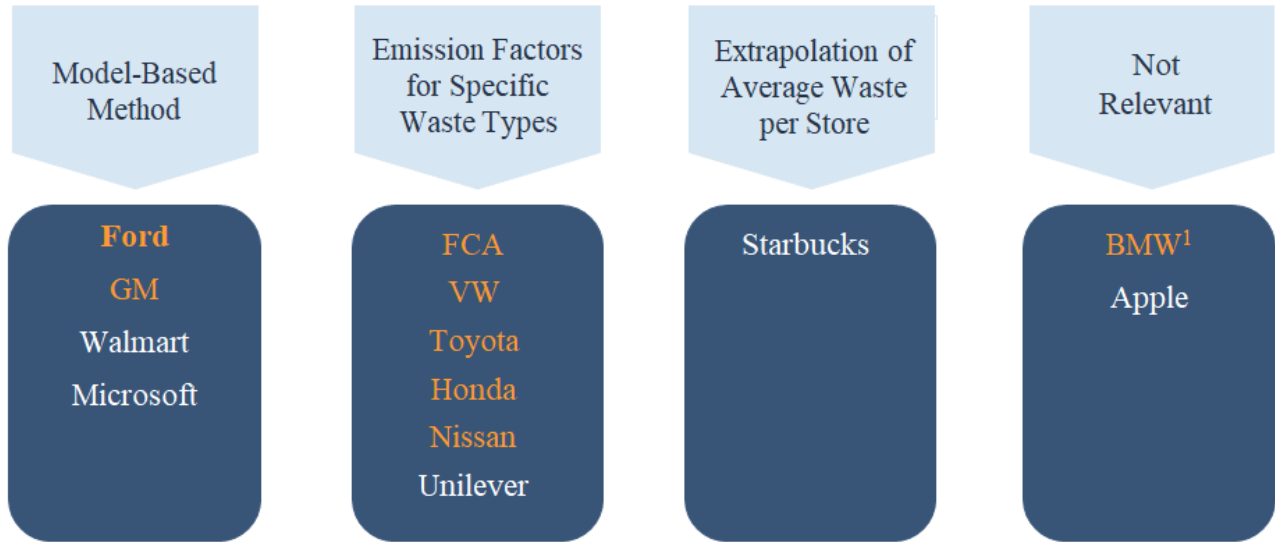 Model-Based
Method
Emission Factors
for Specific
Waste Types
Extrapolation of
Average Waste
per Store
Not
Relevant
Ford
GM
Walmart
Microsoft
FCA
VW
Toyota
Honda
Nissan
Unilever
Starbucks
BMW¹
Apple